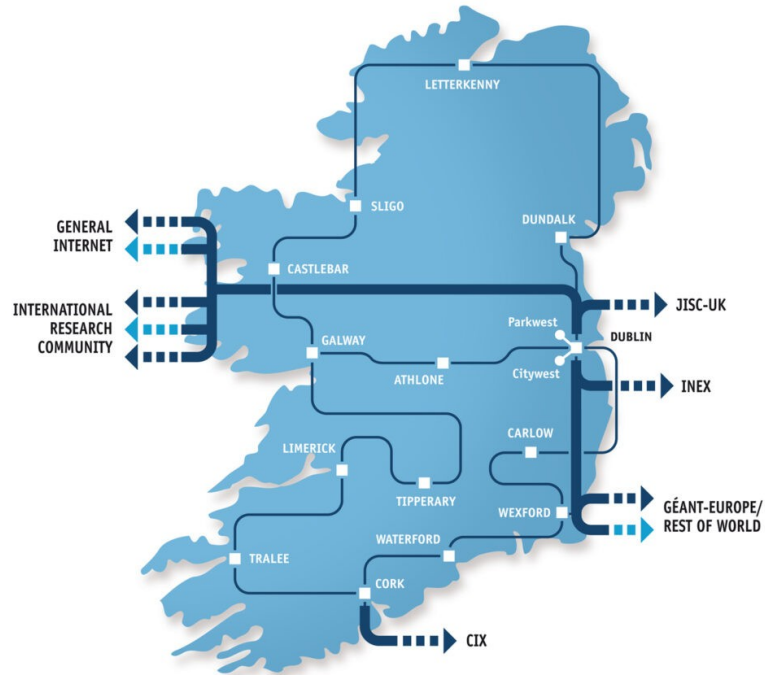 LETTERKENNY
SLIGO
DUNDALK
GENERAL
INTERNET
CASTLEBAR
INTERNATIONAL
RESEARCH
COMMUNITY
JISC-UK
Parkwest
DUBLIN
GALWAY
ATHLONE
Citywest
INEX
CARLOW
LIMERICK
TIPPERARY
WEXFORD
GÉANT-EUROPE/
REST OF WORLD
WATERFORD
TRALEE
CORK
CIX